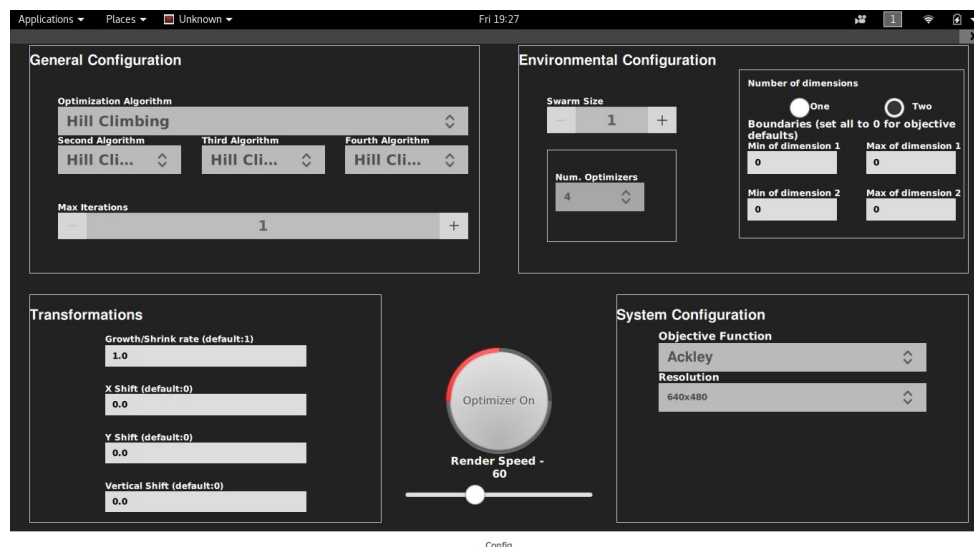 Applications Places Unknown Fri 19:27 1
General Configuration
Optimization Algorithm
Hill Climbing
Second Algorithm Third Algorithm Fourth Algorithm
Hill Cli... Hill Cli... Hill Cli...
Max Iterations
− 1 +
Environmental Configuration
Swarm Size
− 1 +
Num. Optimizers
4
Number of dimensions
One Two
Boundaries (set all to 0 for objective
defaults)
Min of dimension 1 Max of dimension 1
0 0
Min of dimension 2 Max of dimension 2
0 0
Transformations
Growth/Shrink rate (default:1)
1.0
X Shift (default:0)
0.0
Y Shift (default:0)
0.0
Vertical Shift (default:0)
0.0
Optimizer On
Render Speed -
60
System Configuration
Objective Function
Ackley
Resolution
640x480
Config